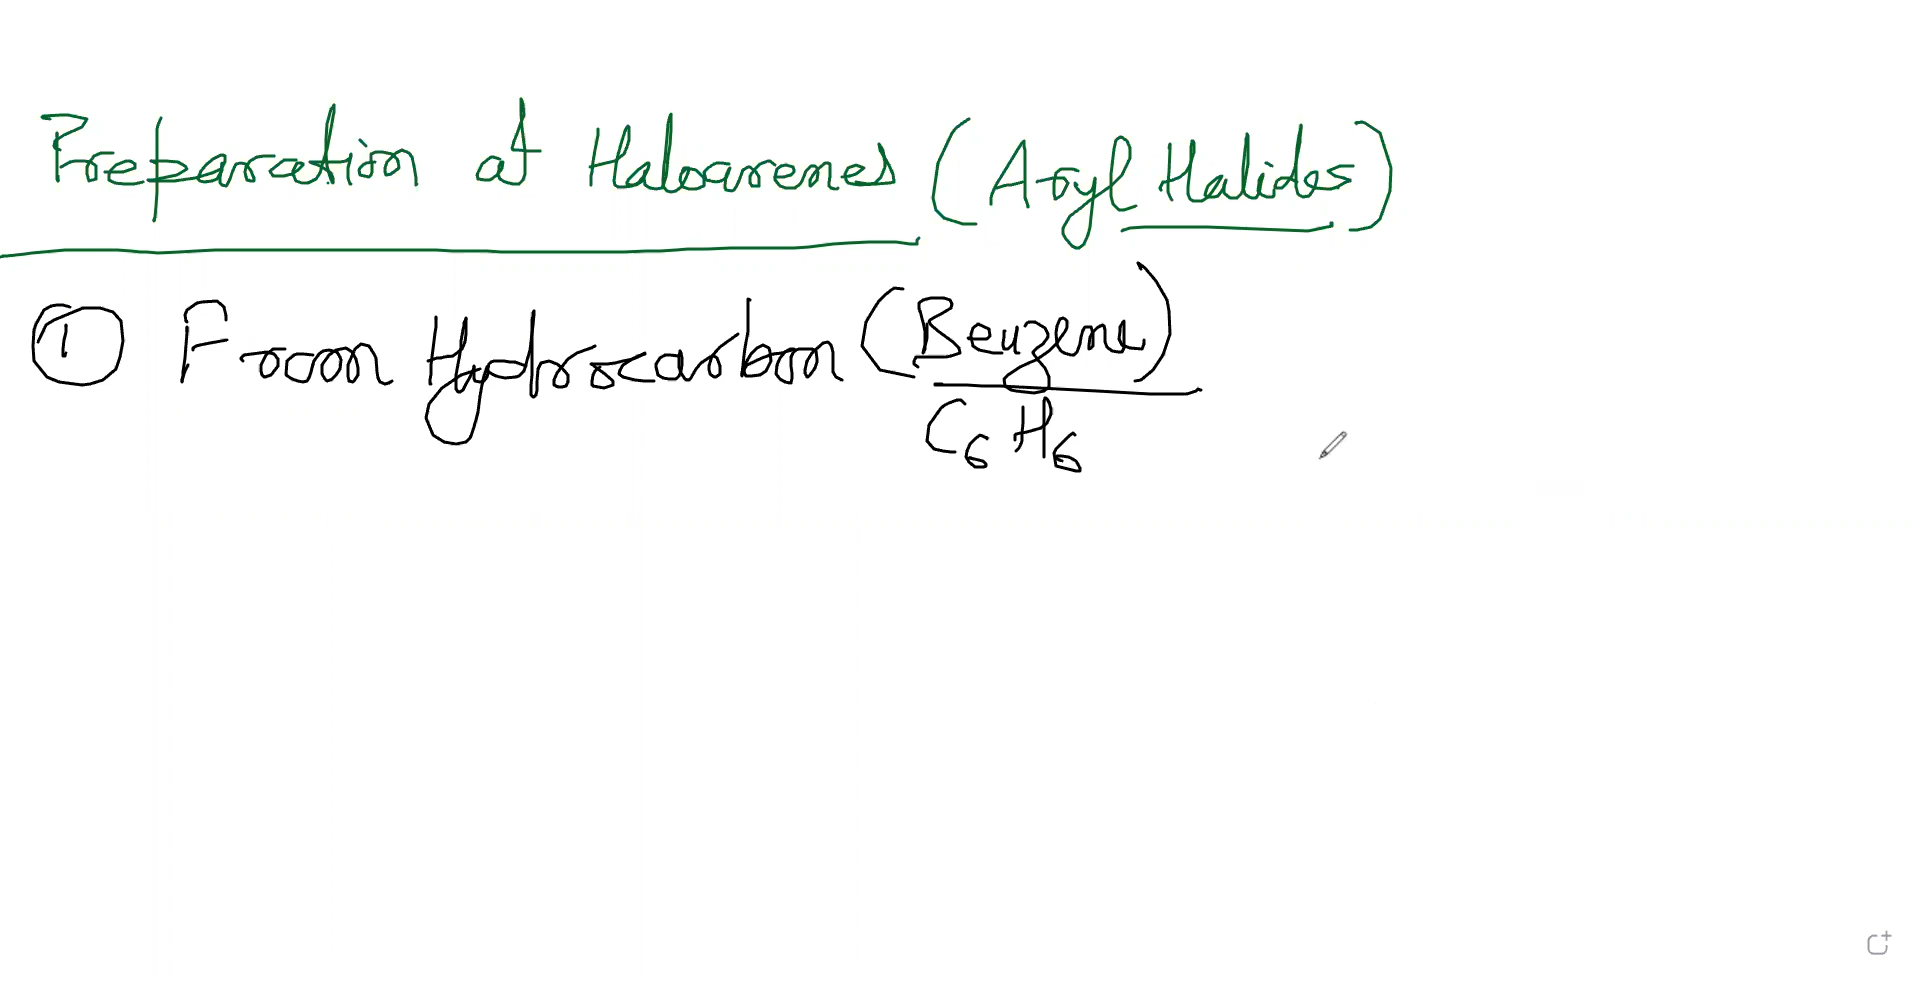 Preparation of Haloarenes (Aryl Halides)
① From Hydrocarbon (Benzene)
C₆H₆